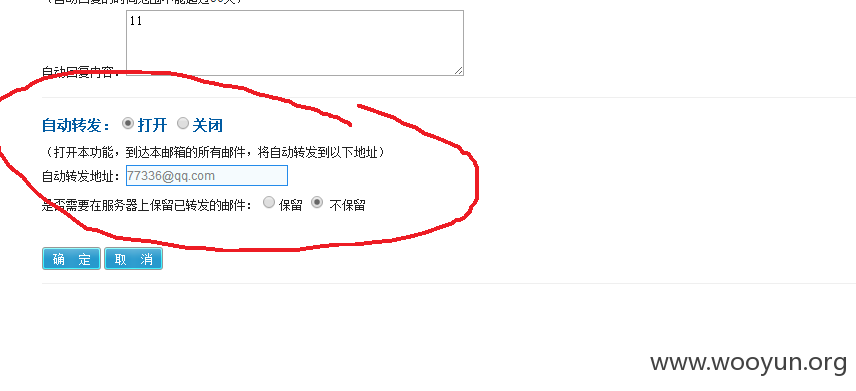 （自动回复的时间范围不能超过30天）
11
自动回复内容：
自动转发： 打开 关闭
（打开本功能，到达本邮箱的所有邮件，将自动转发到以下地址）
自动转发地址： 77336@qq.com
是否需要在服务器上保留已转发的邮件： 保留 不保留
确 定 取 消
www.wooyun.org